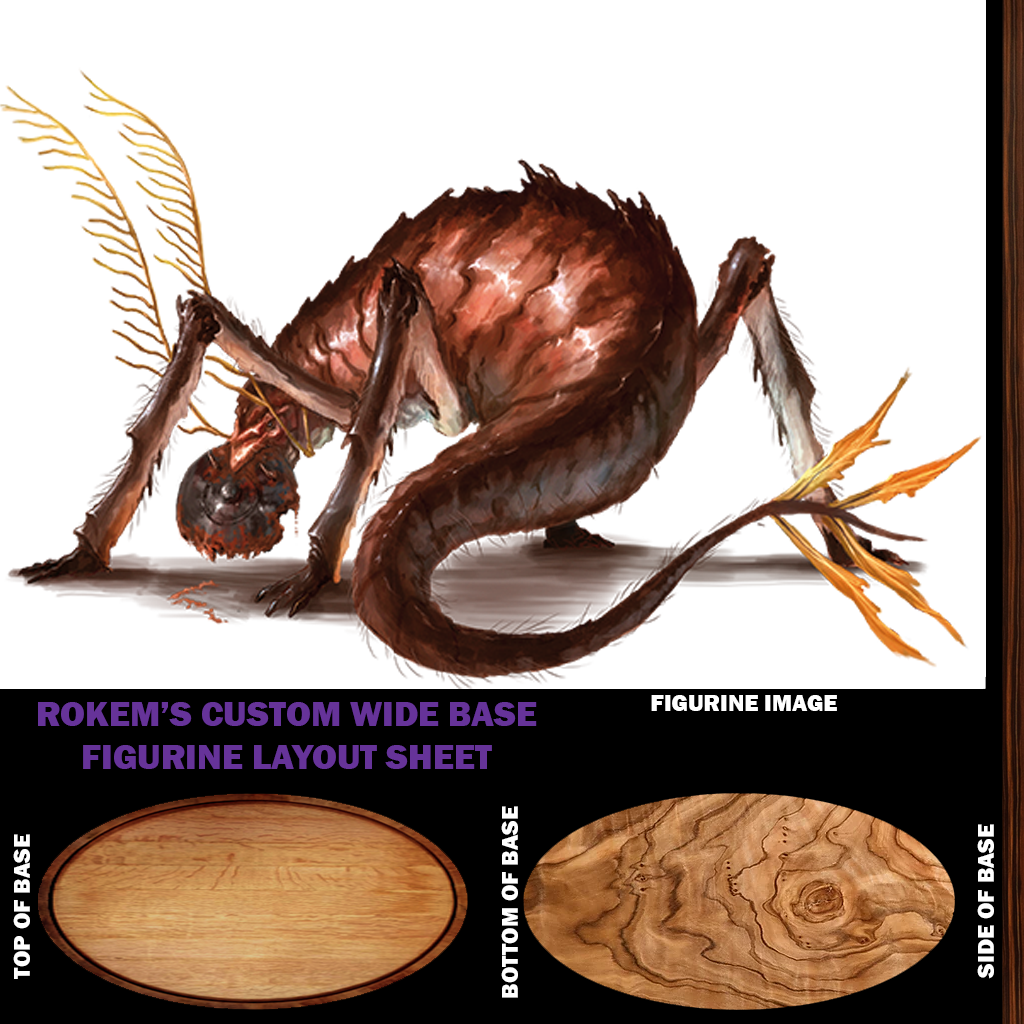 FIGURINE IMAGE
ROKEM'S CUSTOM WIDE BASE
FIGURINE LAYOUT SHEET
TOP OF BASE
BOTTOM OF BASE
SIDE OF BASE